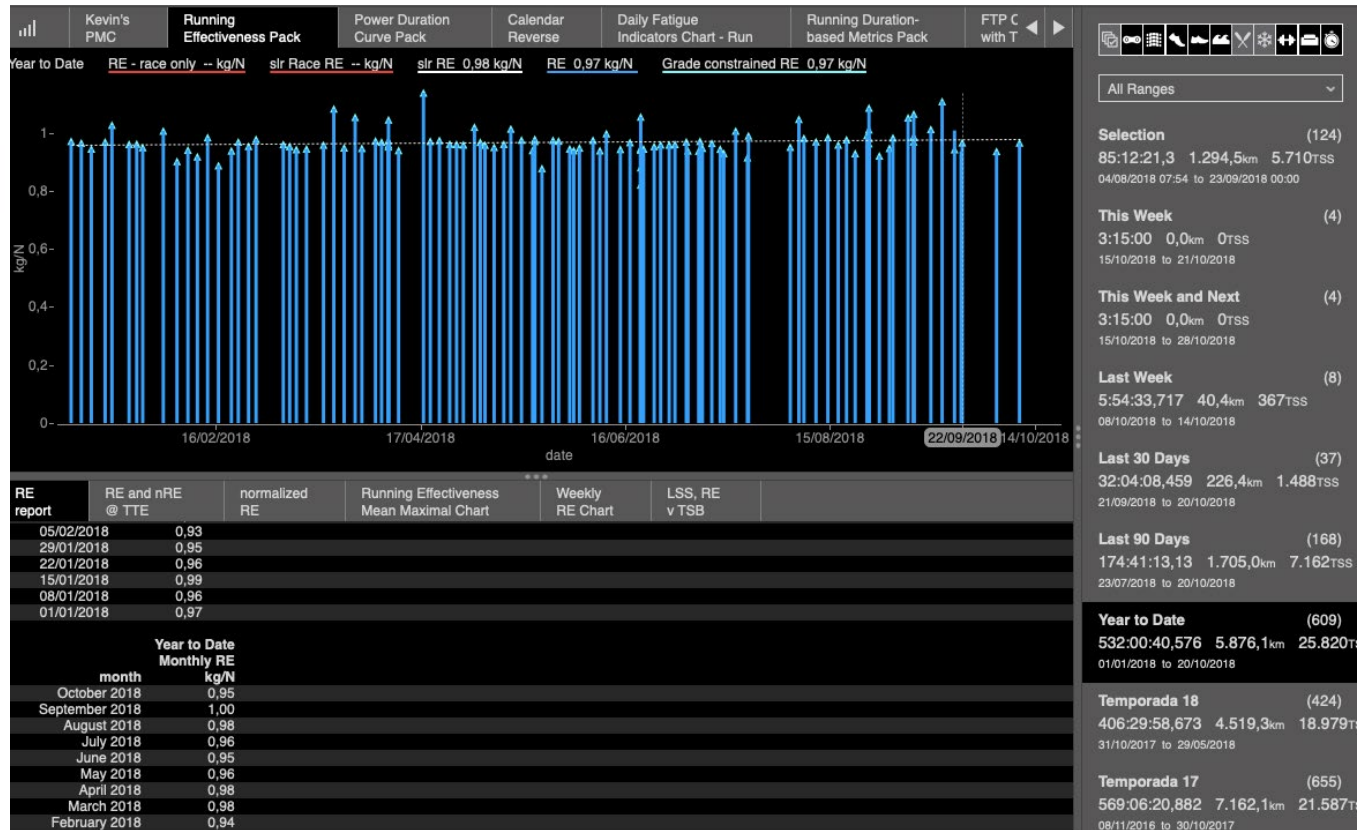 Kevin's
PMC
Running
Effectiveness Pack
Power Duration
Curve Pack
Calendar
Reverse
Daily Fatigue
Indicators Chart - Run
Running Duration-
based Metrics Pack
FTP C
with T
Year to Date
RE - race only -- kg/N
slr Race RE -- kg/N
slr RE 0,98 kg/N
RE 0,97 kg/N
Grade constrained RE 0,97 kg/N
1-
0,8-
0,6-
0,4-
0,2-
0-
kg/N
16/02/2018
17/04/2018
16/06/2018
15/08/2018
22/09/2018
14/10/2018
date
RE
report
RE and nRE
@ TTE
normalized
RE
Running Effectiveness
Mean Maximal Chart
Weekly
RE Chart
LSS, RE
v TSB
05/02/2018 0,93
29/01/2018 0,95
22/01/2018 0,96
15/01/2018 0,99
08/01/2018 0,96
01/01/2018 0,97
Year to Date
Monthly RE
month kg/N
October 2018 0,95
September 2018 1,00
August 2018 0,98
July 2018 0,96
June 2018 0,95
May 2018 0,96
April 2018 0,98
March 2018 0,98
February 2018 0,94
All Ranges
Selection (124)
85:12:21,3 1.294,5km 5.710TSS
04/08/2018 07:54 to 23/09/2018 00:00
This Week (4)
3:15:00 0,0km 0TSS
15/10/2018 to 21/10/2018
This Week and Next (4)
3:15:00 0,0km 0TSS
15/10/2018 to 28/10/2018
Last Week (8)
5:54:33,717 40,4km 367TSS
08/10/2018 to 14/10/2018
Last 30 Days (37)
32:04:08,459 226,4km 1.488TSS
21/09/2018 to 20/10/2018
Last 90 Days (168)
174:41:13,13 1.705,0km 7.162TSS
23/07/2018 to 20/10/2018
Year to Date (609)
532:00:40,576 5.876,1km 25.820TS
01/01/2018 to 20/10/2018
Temporada 18 (424)
406:29:58,673 4.519,3km 18.979TS
31/10/2017 to 29/05/2018
Temporada 17 (655)
569:06:20,882 7.162,1km 21.587TS
08/11/2016 to 30/10/2017